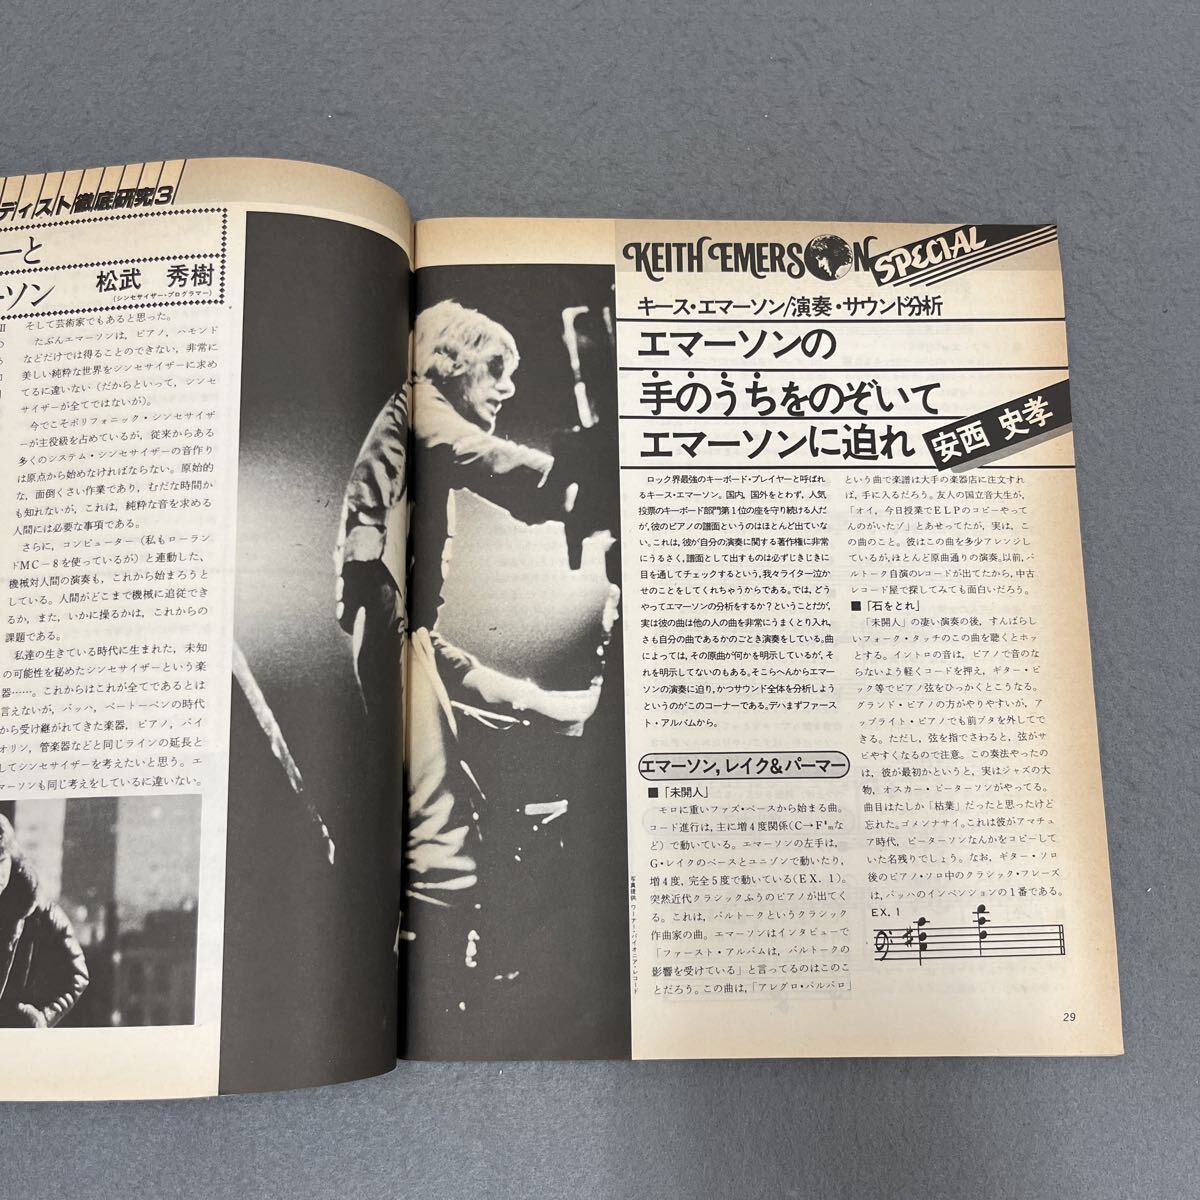 ディスト徹底研究3
ーと
ーソン
松武 秀樹
(シンセサイザー・プログラマー)
そして芸術家でもあると思った。
たぶんエマーソンは，ピアノ，ハモンド
などだけでは得ることのできない，非常に
美しい純粋な世界をシンセサイザーに求め
てるに違いない（だからといって，シンセ
サイザーが全てではないが）。
今でこそポリフォニック・シンセサイザ
ーが主役級を占めているが，従来からある
多くのシステム・シンセサイザーの音作り
は原点から始めなければならない。原始的
な，面倒くさい作業であり，むだな時間か
も知れないが，これは，純粋な音を求める
人間には必要な事項である。
さらに，コンピューター（私もローラン
ドMC－8を使っているが）と連動した，
機械対人間の演奏も，これから始まろうと
している。人間がどこまで機械に追従でき
るか，また，いかに操るかは，これからの
課題である。
私達の生きている時代に生まれた，未知
の可能性を秘めたシンセサイザーという楽
器……。これからはこれが全てであるとは
言えないが，バッハ，ベートーベンの時代
から受け継がれてきた楽器，ピアノ，バイ
オリン，管楽器などと同じラインの延長と
してシンセサイザーを考えたいと思う。エ
マーソンも同じ考えをしているに違いない。
KEITH EMERSON SPECIAL
キース・エマーソン/演奏・サウンド分析
エマーソンの
手のうちをのぞいて
エマーソンに迫れ
安西 史孝
ロック界最強のキーボード・プレイヤーと呼ばれ
るキース・エマーソン。国内，国外をとわず，人気
投票のキーボード部門第1位の座を守り続ける人だ
が，彼のピアノの譜面というのはほとんど出ていな
い。これは，彼が自分の演奏に関する著作権に非常
にうるさく，譜面として出すものは必ずじきじきに
目を通してチェックするという，我々ライター泣か
せのことをしてくれちゃうからである。では，どう
やってエマーソンの分析をするか？ということだが，
実は彼の曲は他の人の曲を非常にうまくとり入れ，
さも自分の曲であるかのごとき演奏をしている。曲
によっては，その原曲が何かを明示しているが，そ
れを明示してないのもある。そこらへんからエマー
ソンの演奏に迫り，かつサウンド全体を分析しよう
というのがこのコーナーである。デハまずファース
ト・アルバムから。
エマーソン，レイク＆パーマー
■「未開人」
モロに重いファズ・ベースから始まる曲。
コード進行は，主に増4度関係（C→F♯mな
ど）で動いている。エマーソンの左手は，
G・レイクのベースとユニゾンで動いたり，
増4度，完全5度で動いている（EX．1）。
突然近代クラシックふうのピアノが出てく
る。これは，バルトークというクラシック
作曲家の曲。エマーソンはインタビューで
「ファースト・アルバムは，バルトークの
影響を受けている」と言ってるのはこのこ
とだろう。この曲は，「アレグロ・バルバロ」
という曲で楽譜は大手の楽器店に注文すれ
ば，手に入るだろう。友人の国立音大生が，
「オイ，今日授業でELPのコピーやって
んのがいたゾ」とあせってたが，実は，こ
の曲のこと。彼はこの曲を多少アレンジし
ているが，ほとんど原曲通りの演奏。以前，バ
ルトーク自演のレコードが出てたから，中古
レコード屋で探してみても面白いだろう。
■「石をとれ」
「未開人」の凄い演奏の後，すんばらし
いフォーク・タッチのこの曲を聴くとホッ
とする。イントロの音は，ピアノで音のな
らないよう軽くコードを押え，ギター・ピ
ック等でピアノ弦をひっかくとこうなる。
グランド・ピアノの方がやりやすいが，ア
ップライト・ピアノでも前ブタを外してで
きる。ただし，弦を指でさわると，弦がサ
ビやすくなるので注意。この奏法やったの
は，彼が最初かというと，実はジャズの大
物，オスカー・ピーターソンがやってる。
曲目はたしか「枯葉」だったと思ったけど
忘れた。ゴメンナサイ。これは彼がアマチュ
ア時代，ピーターソンなんかをコピーして
いた名残りでしょう。なお，ギター・ソロ
後のピアノ・ソロ中のクラシック・フレーズ
は，バッハのインベンションの1番である。
EX. 1
写真提供 ワーナー・パイオニア・レコード
29